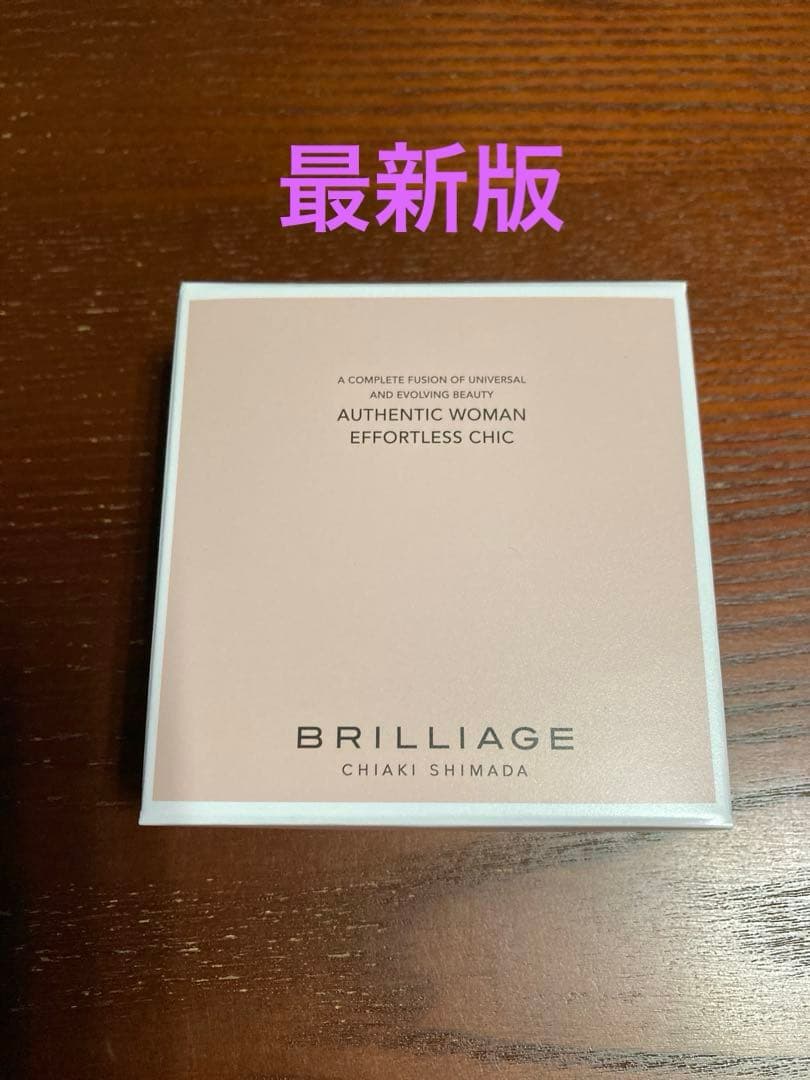 最新版
A COMPLETE FUSION OF UNIVERSAL
AND EVOLVING BEAUTY
AUTHENTIC WOMAN
EFFORTLESS CHIC
BRILLIAGE
CHIAKI SHIMADA